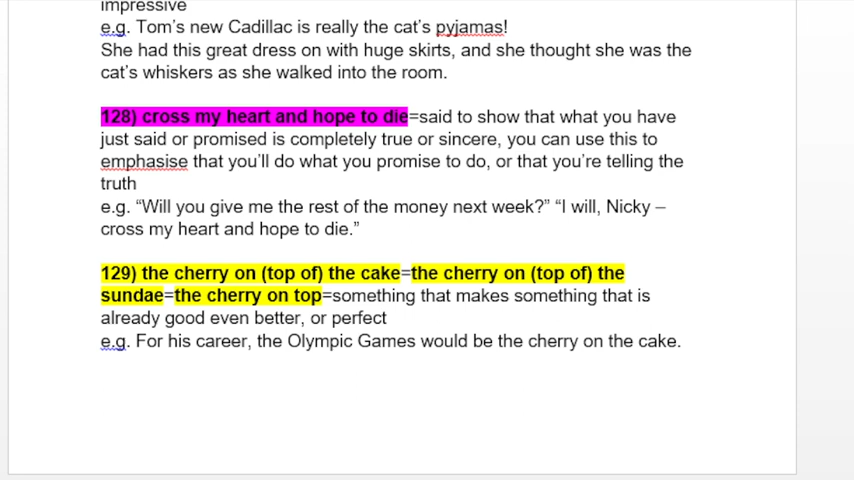 impressive
e.g. Tom’s new Cadillac is really the cat’s pyjamas!
She had this great dress on with huge skirts, and she thought she was the
cat’s whiskers as she walked into the room.
128) cross my heart and hope to die=said to show that what you have
just said or promised is completely true or sincere, you can use this to
emphasise that you’ll do what you promise to do, or that you’re telling the
truth
e.g. “Will you give me the rest of the money next week?” “I will, Nicky –
cross my heart and hope to die.”
129) the cherry on (top of) the cake=the cherry on (top of) the
sundae=the cherry on top=something that makes something that is
already good even better, or perfect
e.g. For his career, the Olympic Games would be the cherry on the cake.